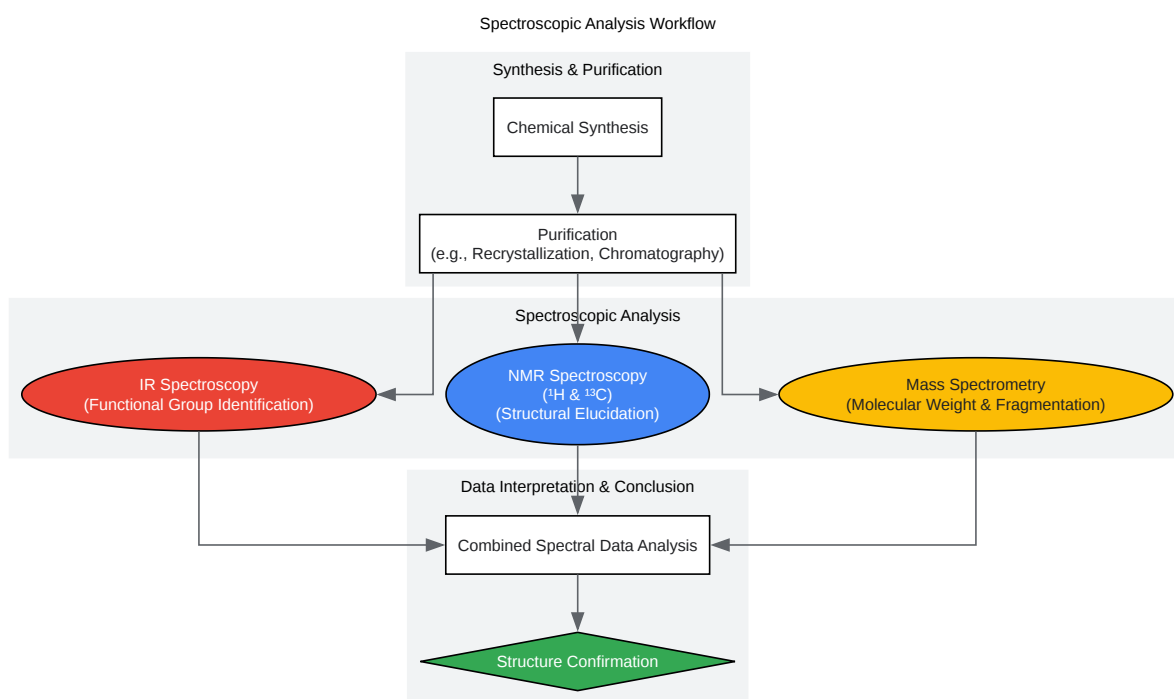 Spectroscopic Analysis Workflow
Synthesis & Purification
Chemical Synthesis
Purification
(e.g., Recrystallization, Chromatography)
Spectroscopic Analysis
IR Spectroscopy
(Functional Group Identification)
NMR Spectroscopy
(¹H & ¹³C)
(Structural Elucidation)
Mass Spectrometry
(Molecular Weight & Fragmentation)
Data Interpretation & Conclusion
Combined Spectral Data Analysis
Structure Confirmation